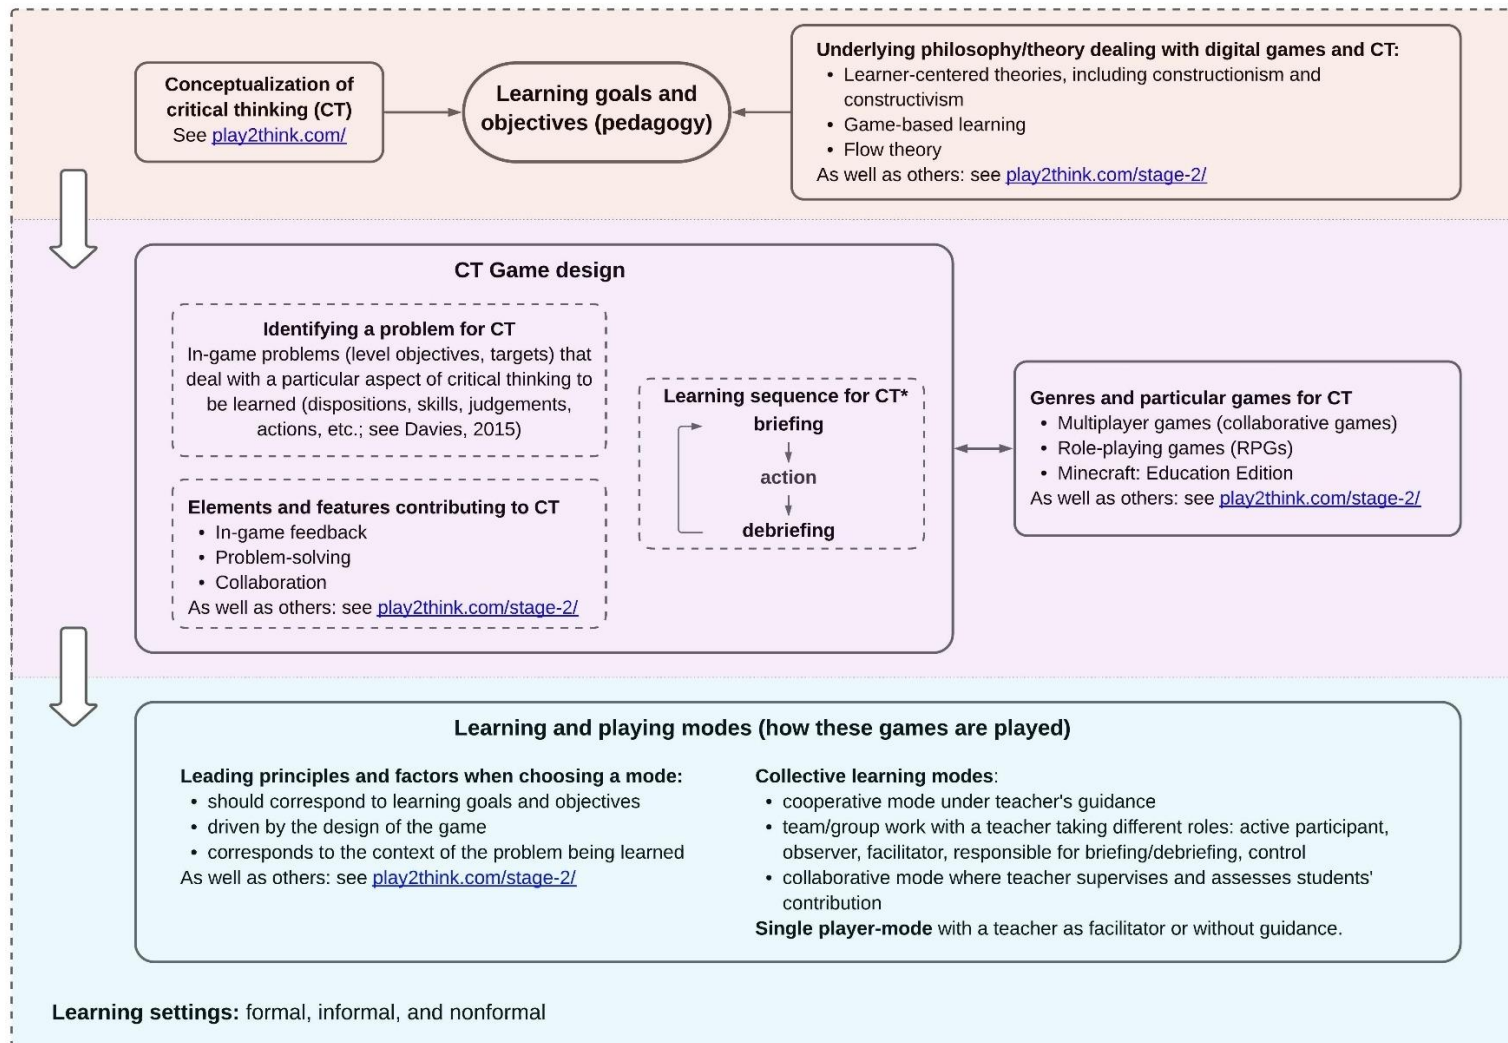 Conceptualization of
critical thinking (CT)
See play2think.com/
Learning goals and
objectives (pedagogy)
Underlying philosophy/theory dealing with digital games and CT:
• Learner-centered theories, including constructionism and
constructivism
• Game-based learning
• Flow theory
As well as others: see play2think.com/stage-2/
CT Game design
Identifying a problem for CT
In-game problems (level objectives, targets) that
deal with a particular aspect of critical thinking to
be learned (dispositions, skills, judgements,
actions, etc.; see Davies, 2015)
Elements and features contributing to CT
• In-game feedback
• Problem-solving
• Collaboration
As well as others: see play2think.com/stage-2/
Learning sequence for CT*
briefing
action
debriefing
Genres and particular games for CT
• Multiplayer games (collaborative games)
• Role-playing games (RPGs)
• Minecraft: Education Edition
As well as others: see play2think.com/stage-2/
Learning and playing modes (how these games are played)
Leading principles and factors when choosing a mode:
• should correspond to learning goals and objectives
• driven by the design of the game
• corresponds to the context of the problem being learned
As well as others: see play2think.com/stage-2/
Collective learning modes:
• cooperative mode under teacher's guidance
• team/group work with a teacher taking different roles: active participant,
observer, facilitator, responsible for briefing/debriefing, control
• collaborative mode where teacher supervises and assesses students'
contribution
Single player-mode with a teacher as facilitator or without guidance.
Learning settings: formal, informal, and nonformal